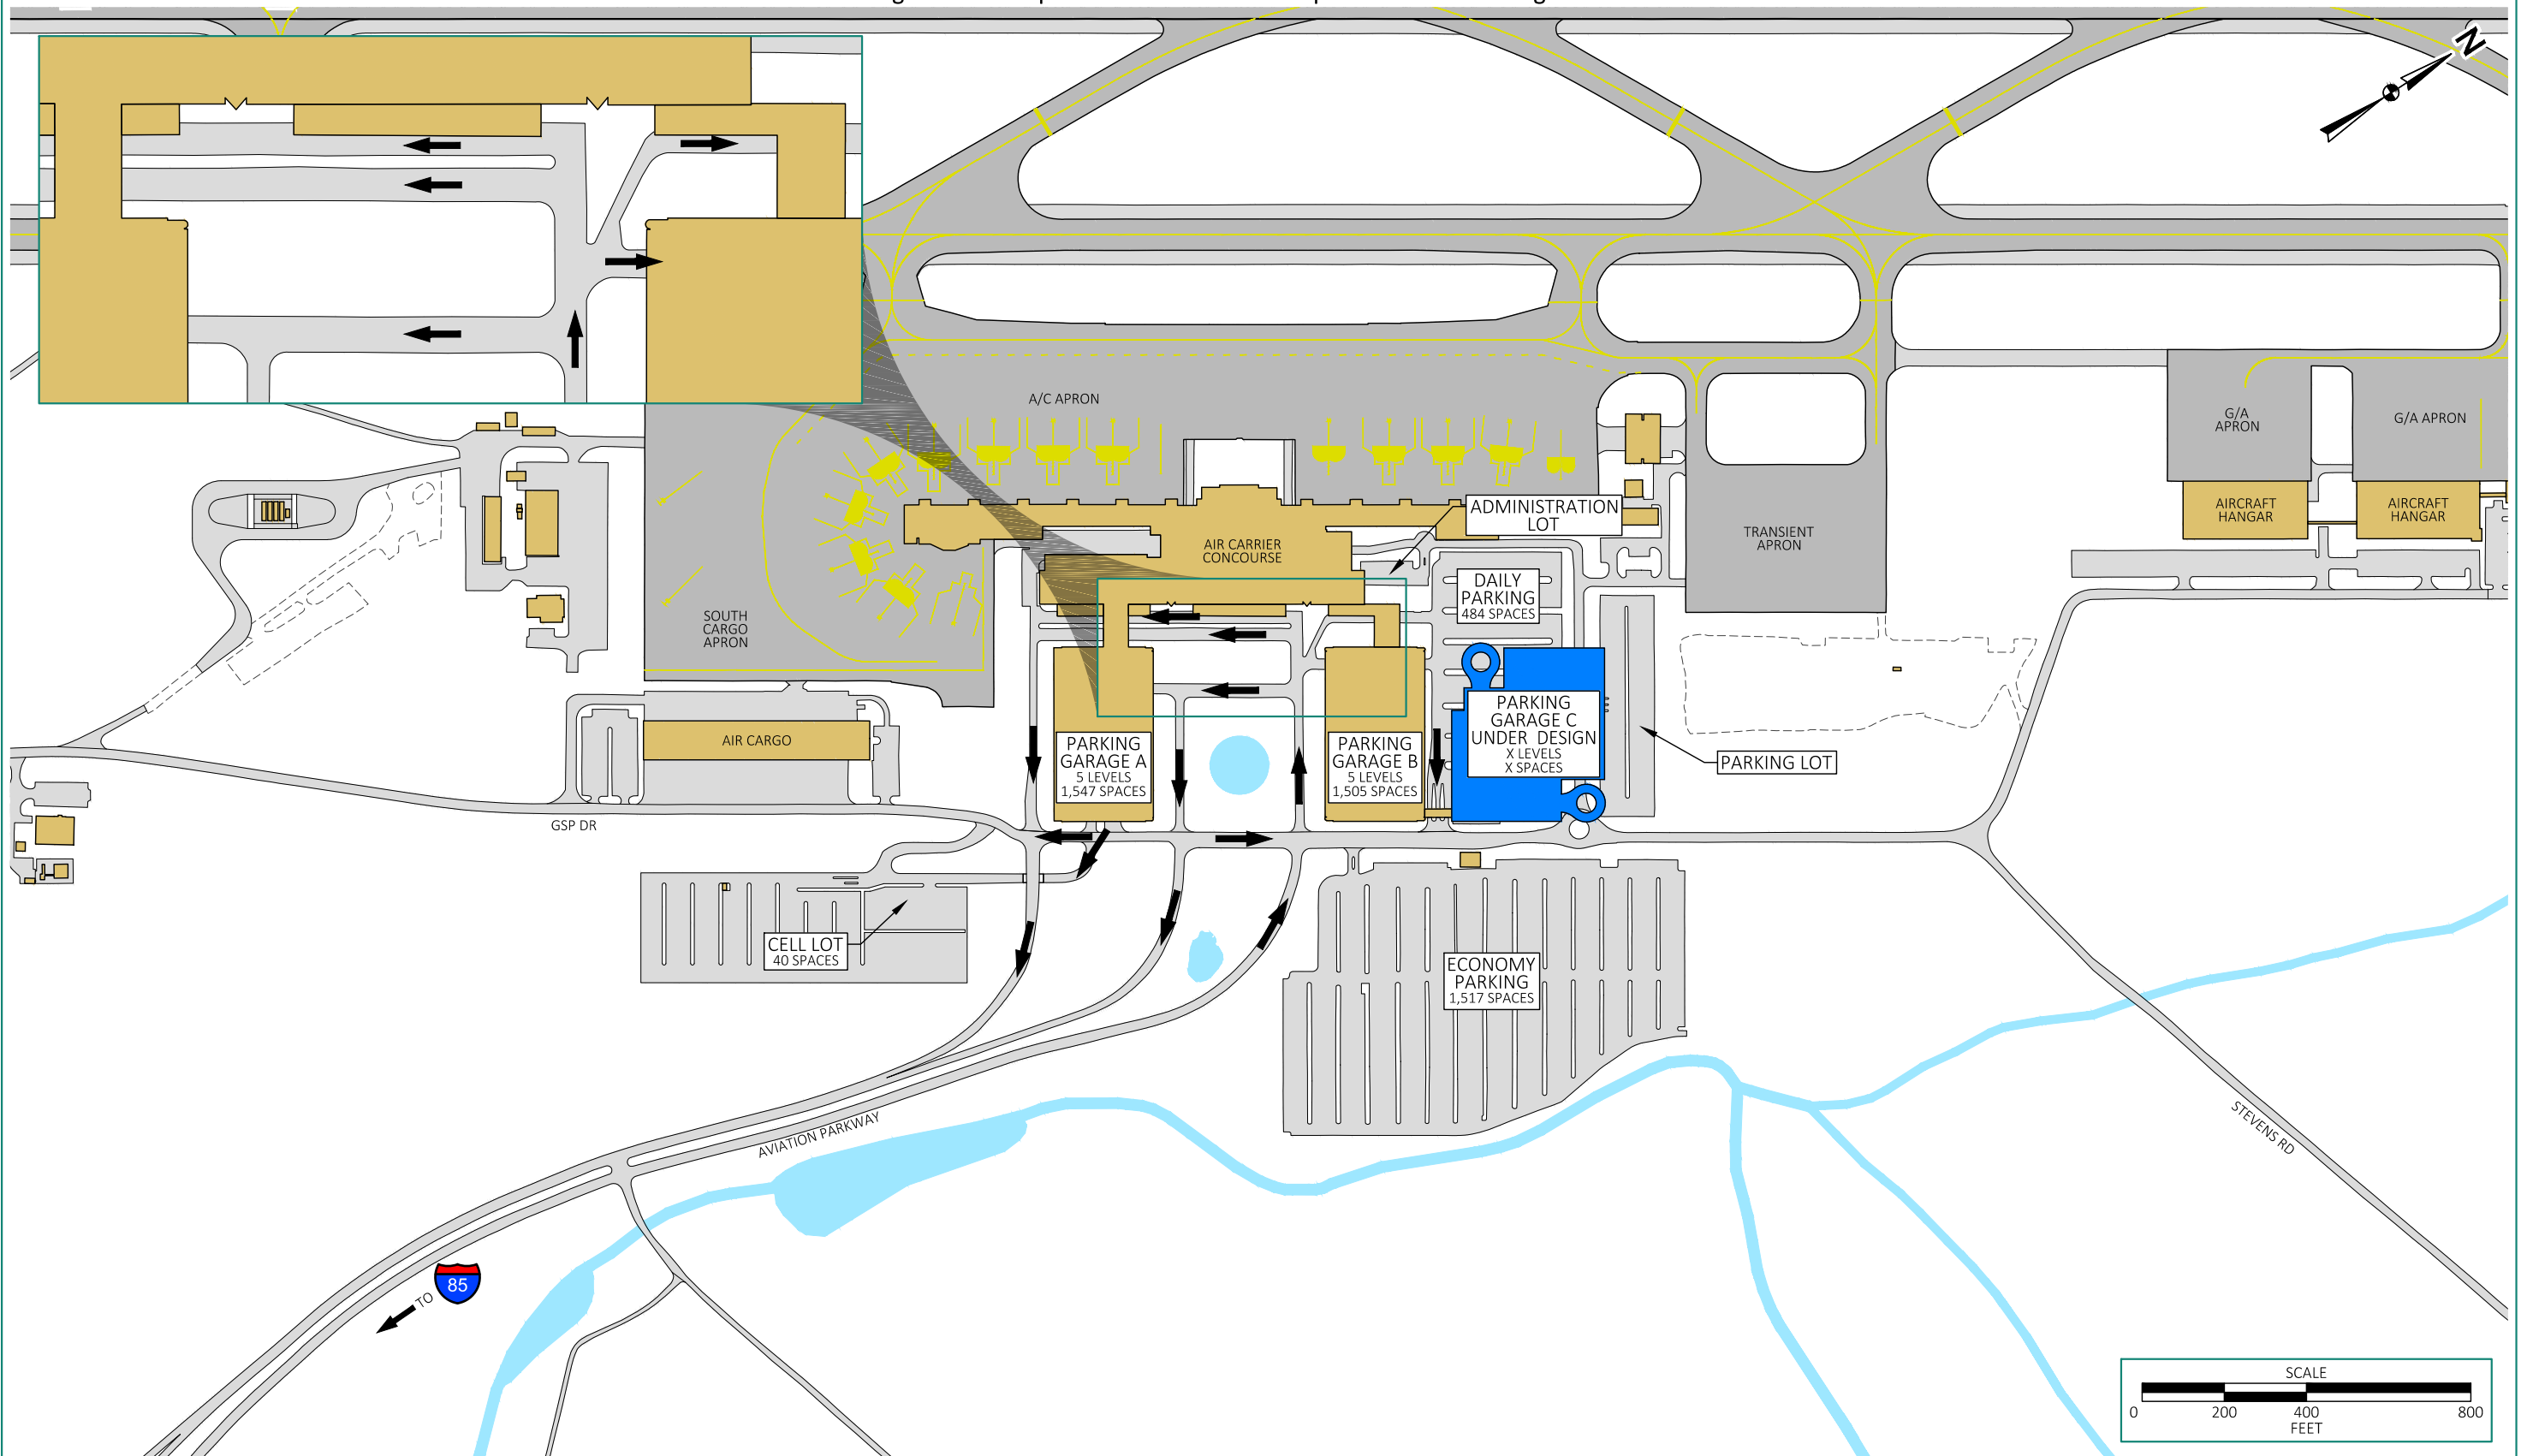 N
A/C APRON
G/A
APRON
G/A APRON
AIRCRAFT
HANGAR
AIRCRAFT
HANGAR
ADMINISTRATION
LOT
TRANSIENT
APRON
AIR CARRIER
CONCOURSE
DAILY
PARKING
484 SPACES
SOUTH
CARGO
APRON
PARKING
GARAGE C
UNDER DESIGN
X LEVELS
X SPACES
AIR CARGO
PARKING
GARAGE A
5 LEVELS
1,547 SPACES
PARKING
GARAGE B
5 LEVELS
1,505 SPACES
PARKING LOT
GSP DR
CELL LOT
40 SPACES
ECONOMY
PARKING
1,517 SPACES
AVIATION PARKWAY
STEVENS RD
TO
85
SCALE
0 200 400 800
FEET